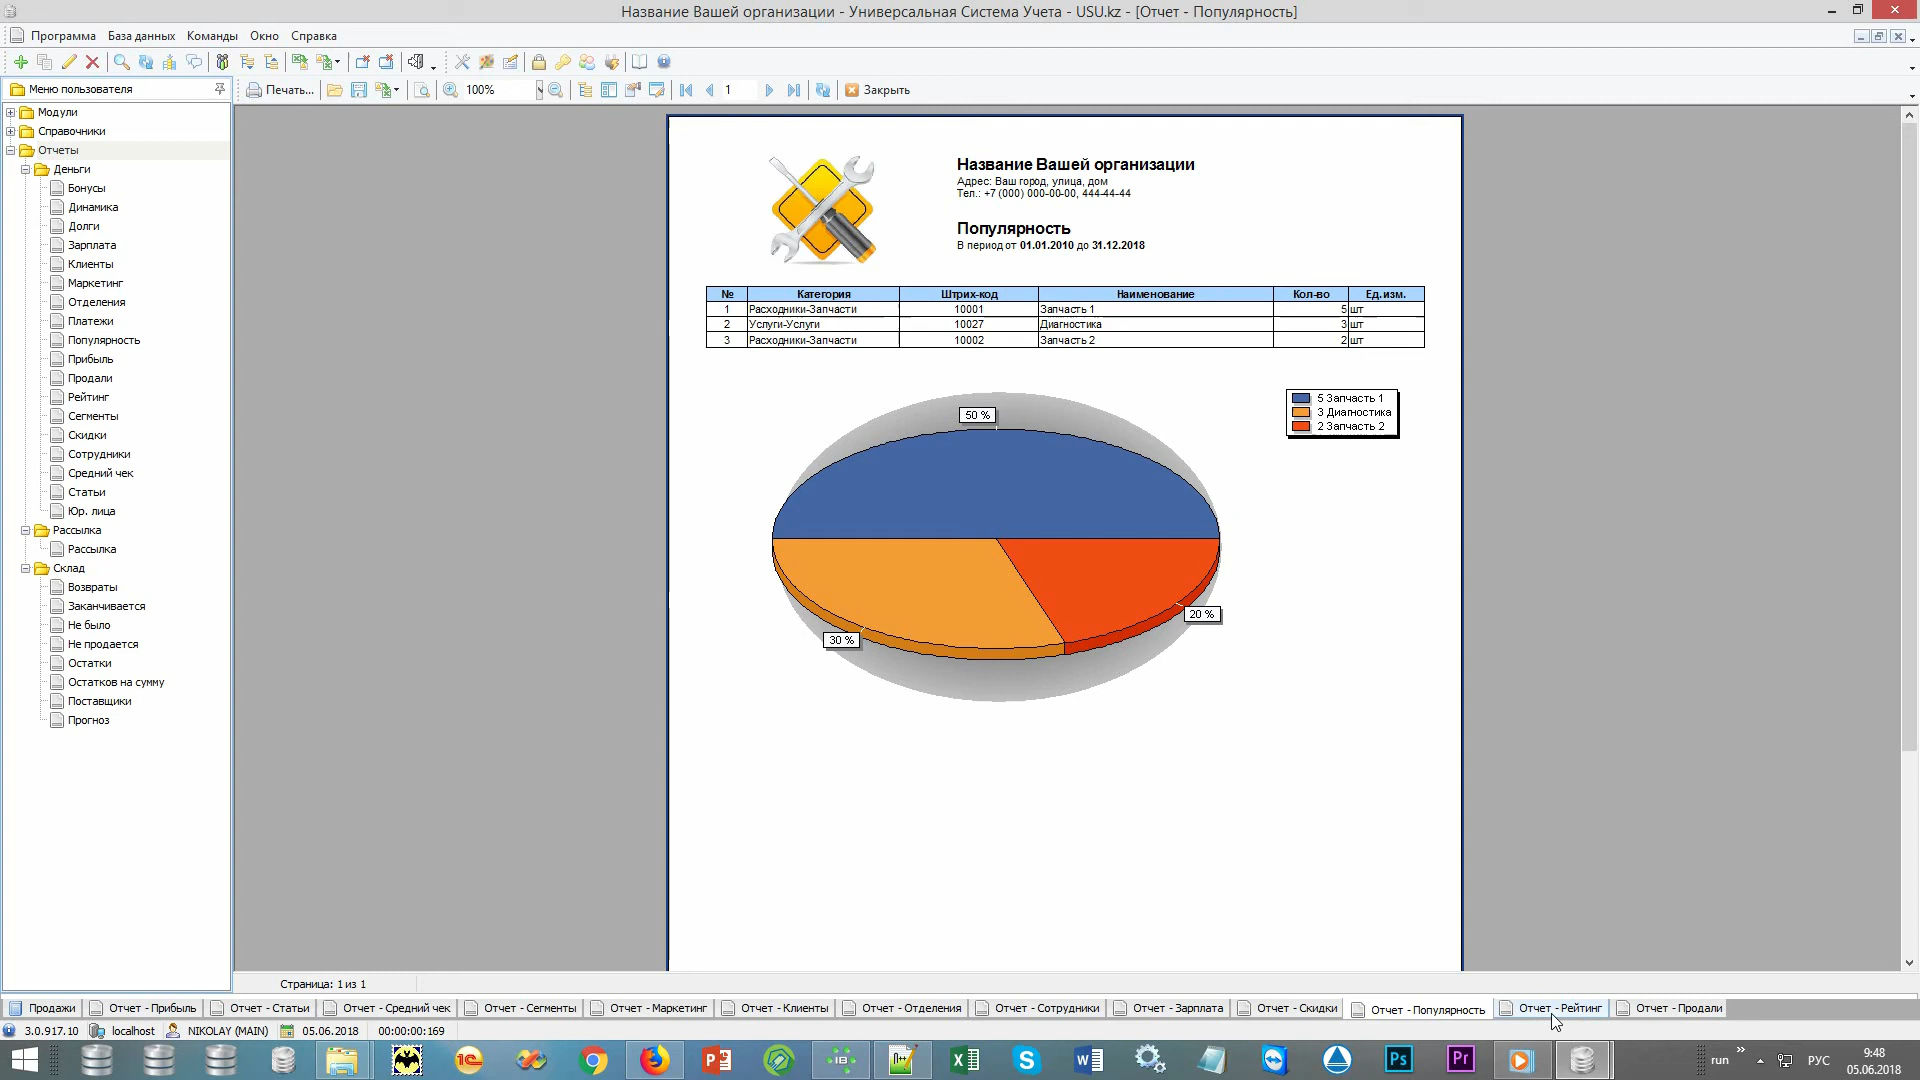 Название Вашей организации - Универсальная Система Учета - USU.kz - [Отчет - Популярность]
Программа База данных Команды Окно Справка
Меню пользователя
Печать... 100% 1 Закрыть
Модули
Справочники
Отчеты
Деньги
Бонусы
Динамика
Долги
Зарплата
Клиенты
Маркетинг
Отделения
Платежи
Популярность
Прибыль
Продали
Рейтинг
Сегменты
Скидки
Сотрудники
Средний чек
Статьи
Юр. лица
Рассылка
Рассылка
Склад
Возвраты
Заканчивается
Не было
Не продается
Остатки
Остатков на сумму
Поставщики
Прогноз
Название Вашей организации
Адрес: Ваш город, улица, дом
Тел.: +7 (000) 000-00-00, 444-44-44
Популярность
В период от 01.01.2010 до 31.12.2018
№ Категория Штрих-код Наименование Кол-во Ед.изм.
1 Расходники-Запчасти 10001 Запчасть 1 5 шт
2 Услуги-Услуги 10027 Диагностика 3 шт
3 Расходники-Запчасти 10002 Запчасть 2 2 шт
5 Запчасть 1
3 Диагностика
2 Запчасть 2
50 %
20 %
30 %
Страница: 1 из 1
Продажи Отчет - Прибыль Отчет - Статьи Отчет - Средний чек Отчет - Сегменты Отчет - Маркетинг Отчет - Клиенты Отчет - Отделения Отчет - Сотрудники Отчет - Зарплата Отчет - Скидки Отчет - Популярность Отчет - Рейтинг Отчет - Продали
3.0.917.10 localhost NIKOLAY (MAIN) 05.06.2018 00:00:00:169
run РУС 9:48
05.06.2018